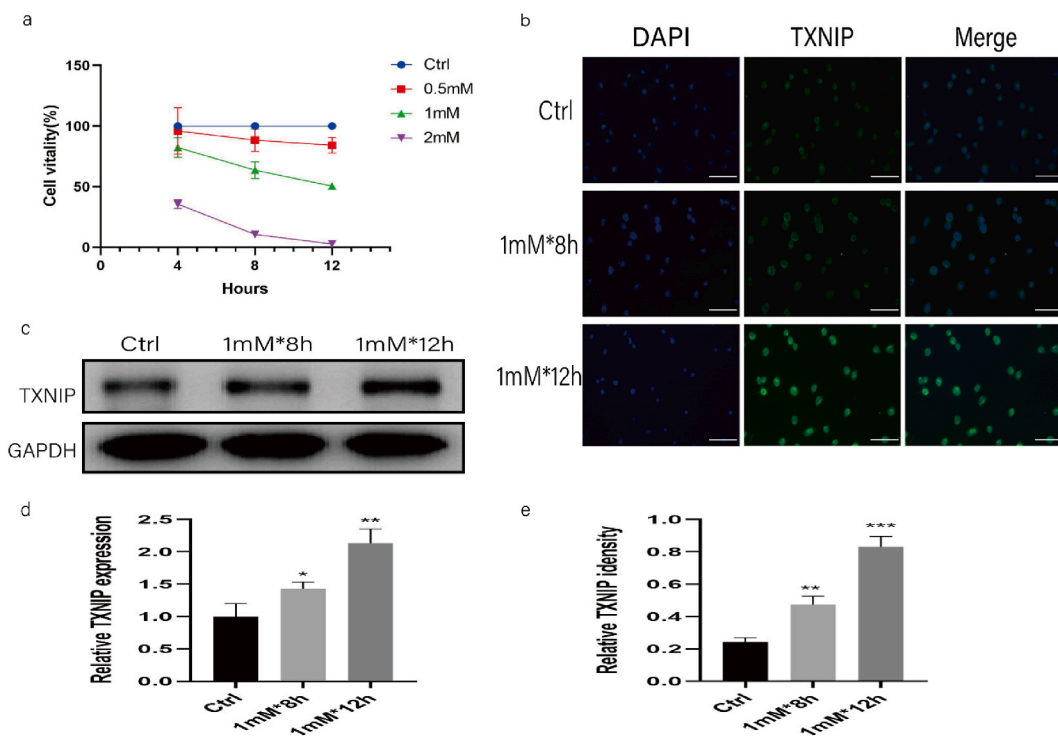 a
150
100
50
0
Cell vitality(%)
0
4
8
12
Hours
Ctrl
0.5mM
1mM
2mM
b
DAPI
TXNIP
Merge
Ctrl
1mM*8h
1mM*12h
c
Ctrl
1mM*8h
1mM*12h
TXNIP
GAPDH
d
Relative TXNIP expression
2.5
2.0
1.5
1.0
0.5
0.0
*
**
Ctrl
1mM*8h
1mM*12h
e
Relative TXNIP idensity
1.0
0.8
0.6
0.4
0.2
0.0
**
***
Ctrl
1mM*8h
1mM*12h